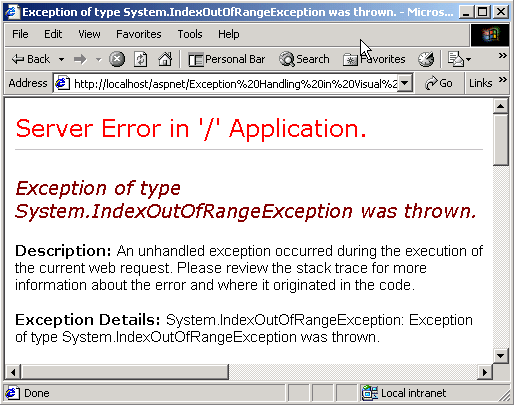 Exception of type System.IndexOutOfRangeException was thrown. - Micros...
File Edit View Favorites Tools Help
Back Personal Bar Search Favorites
Address http://localhost/aspnet/Exception%20Handling%20in%20Visual% Go Links »
Server Error in '/' Application.
Exception of type
System.IndexOutOfRangeException was thrown.
Description: An unhandled exception occurred during the execution of
the current web request. Please review the stack trace for more
information about the error and where it originated in the code.
Exception Details: System.IndexOutOfRangeException: Exception
of type System.IndexOutOfRangeException was thrown.
Done Local intranet